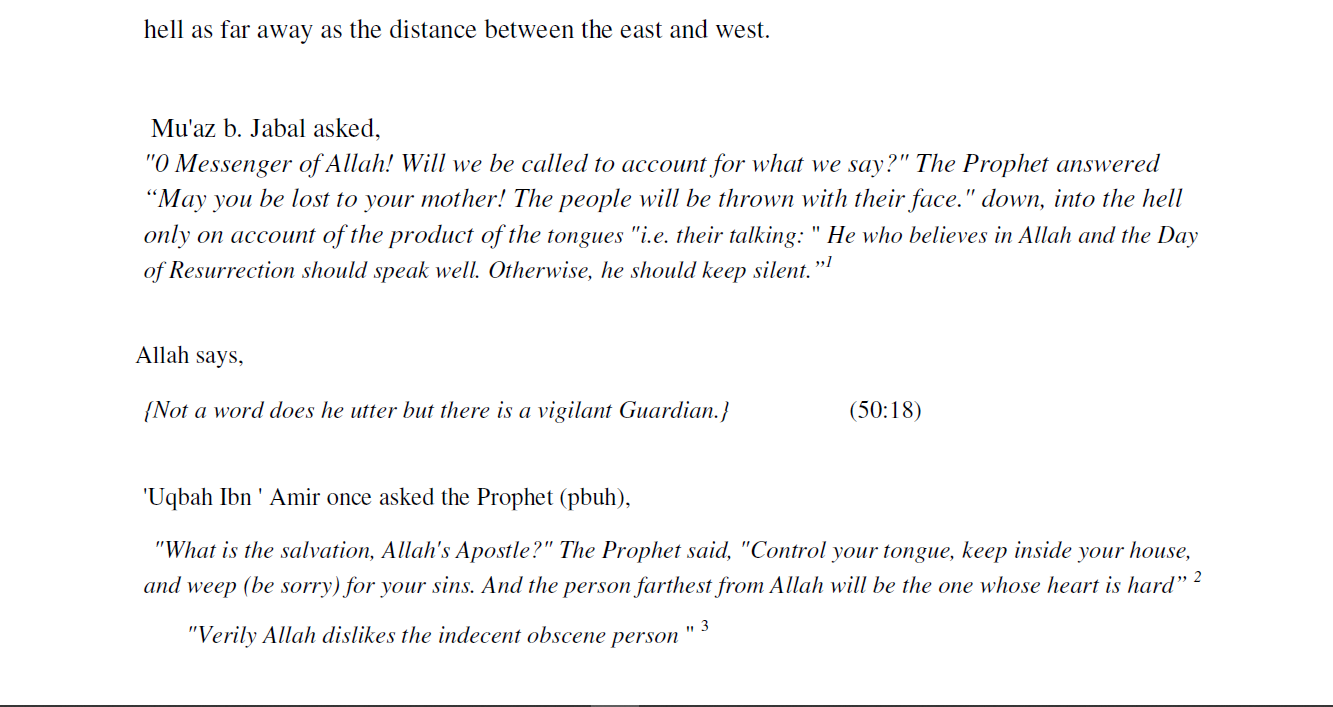 hell as far away as the distance between the east and west.
Mu'az b. Jabal asked,
"0 Messenger of Allah! Will we be called to account for what we say?" The Prophet answered
“May you be lost to your mother! The people will be thrown with their face." down, into the hell
only on account of the product of the tongues "i.e. their talking: " He who believes in Allah and the Day
of Resurrection should speak well. Otherwise, he should keep silent.”1
Allah says,
{Not a word does he utter but there is a vigilant Guardian.} (50:18)
'Uqbah Ibn ' Amir once asked the Prophet (pbuh),
"What is the salvation, Allah's Apostle?" The Prophet said, "Control your tongue, keep inside your house,
and weep (be sorry) for your sins. And the person farthest from Allah will be the one whose heart is hard” 2
"Verily Allah dislikes the indecent obscene person " 3